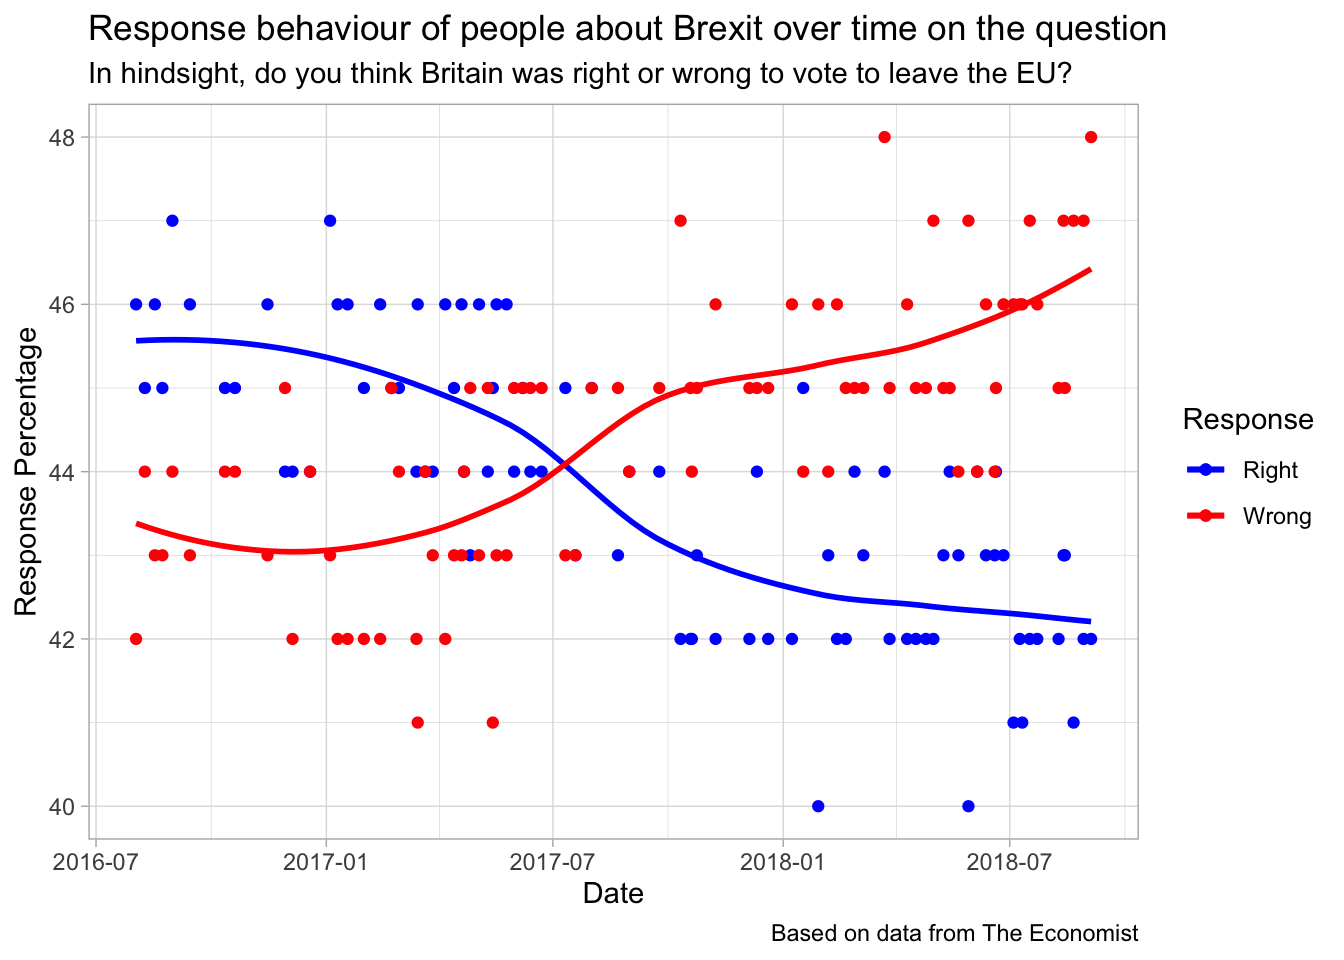 Response behaviour of people about Brexit over time on the question
In hindsight, do you think Britain was right or wrong to vote to leave the EU?
48
46
44
42
40
Response Percentage
2016-07 2017-01 2017-07 2018-01 2018-07
Date
Response
Right
Wrong
Based on data from The Economist